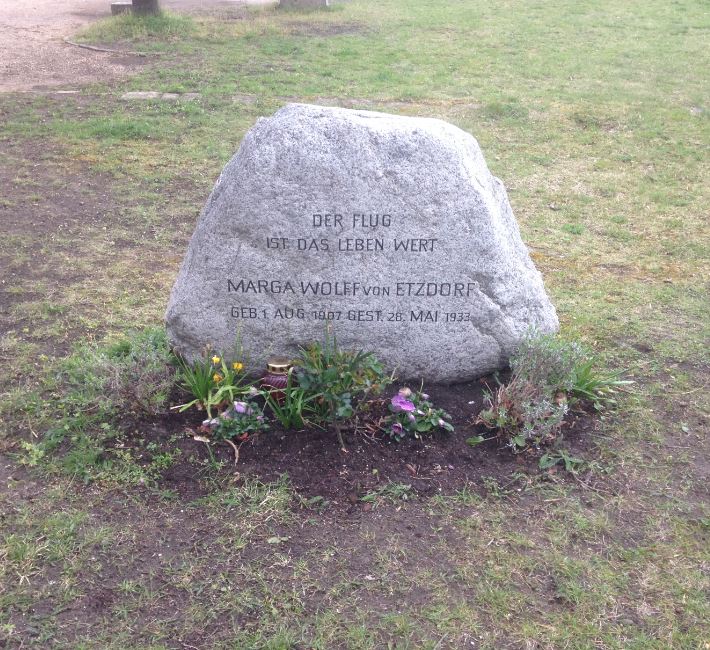 DER FLUG
IST DAS LEBEN WERT
MARGA WOLFF VON ETZDORF
GEB. 1. AUG. 1907 GEST. 28. MAI 1933